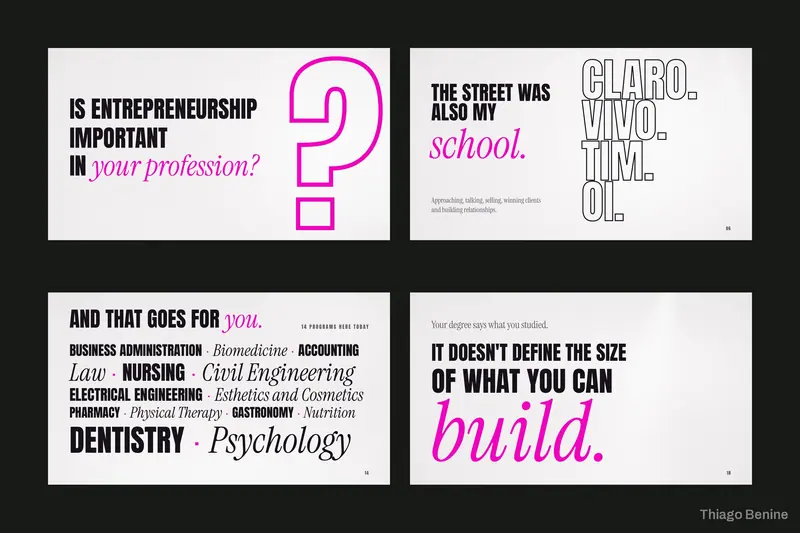 IS ENTREPRENEURSHIP
IMPORTANT
IN your profession?
?
THE STREET WAS
ALSO MY
school.
Approaching, talking, selling, winning clients
and building relationships.
CLARO.
VIVO.
TIM.
OI.
06
AND THAT GOES FOR you.
14 PROGRAMS HERE TODAY
BUSINESS ADMINISTRATION · Biomedicine · ACCOUNTING
Law · NURSING · Civil Engineering
ELECTRICAL ENGINEERING · Esthetics and Cosmetics
PHARMACY · Physical Therapy · GASTRONOMY · Nutrition
DENTISTRY · Psychology
14
Your degree says what you studied.
IT DOESN'T DEFINE THE SIZE
OF WHAT YOU CAN
build.
18
Thiago Benine